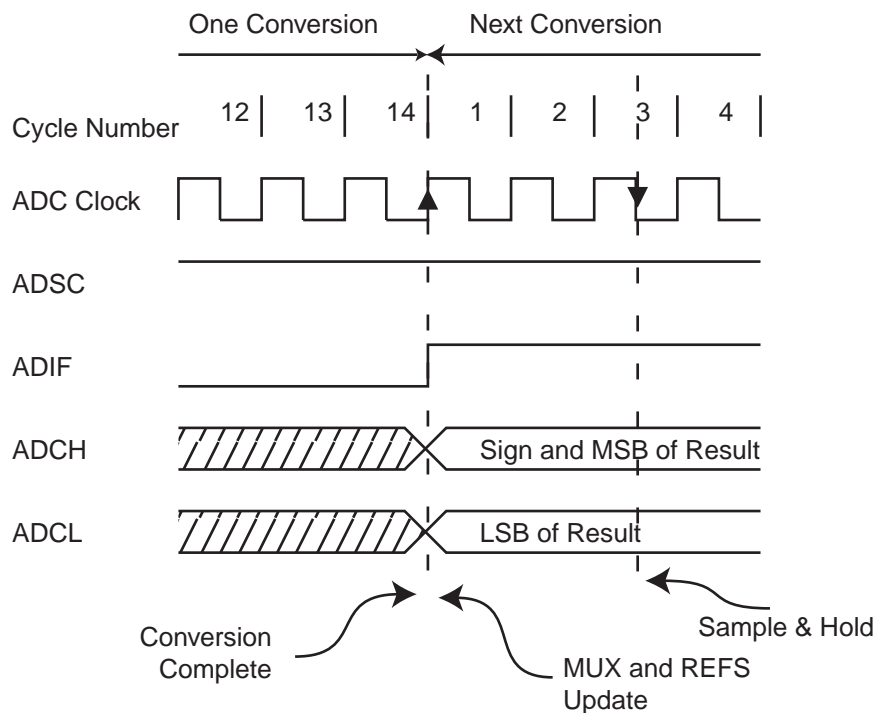 One Conversion Next Conversion
Cycle Number 12 13 14 1 2 3 4
ADC Clock
ADSC
ADIF
ADCH Sign and MSB of Result
ADCL LSB of Result
Conversion
Complete
MUX and REFS
Update
Sample & Hold